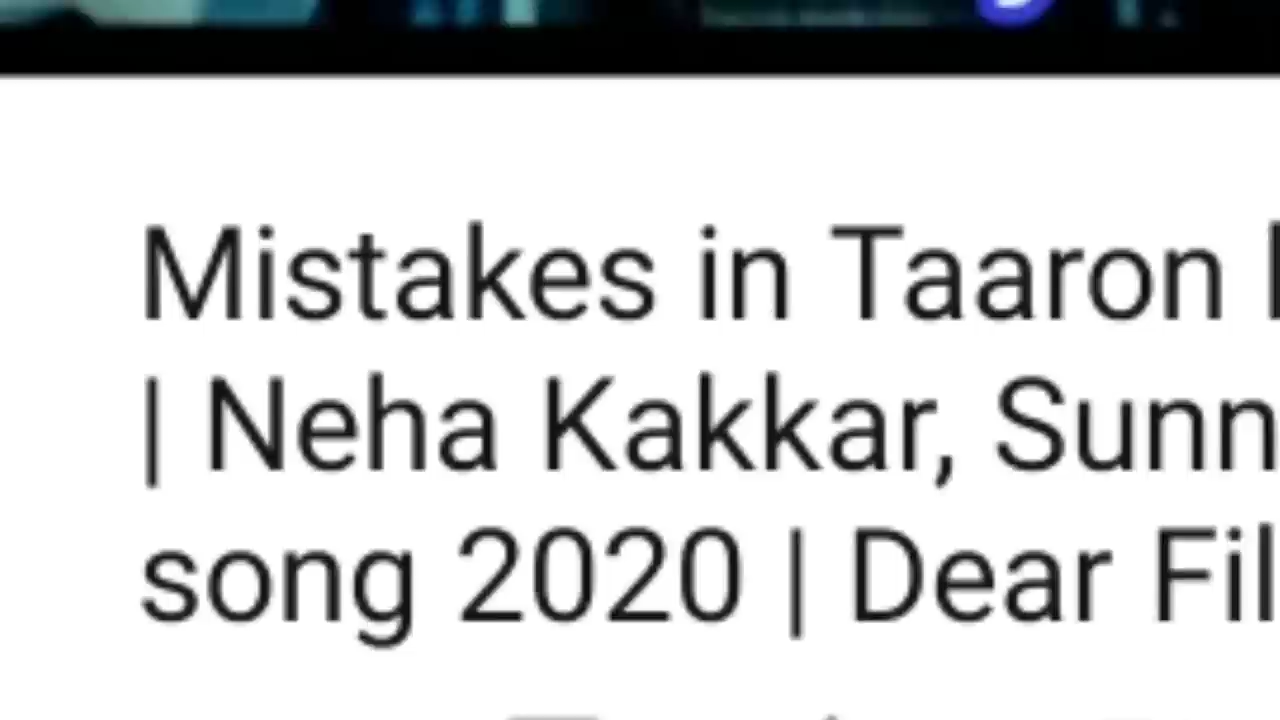 Mistakes in Taaron
| Neha Kakkar, Sunn
song 2020 | Dear Fil